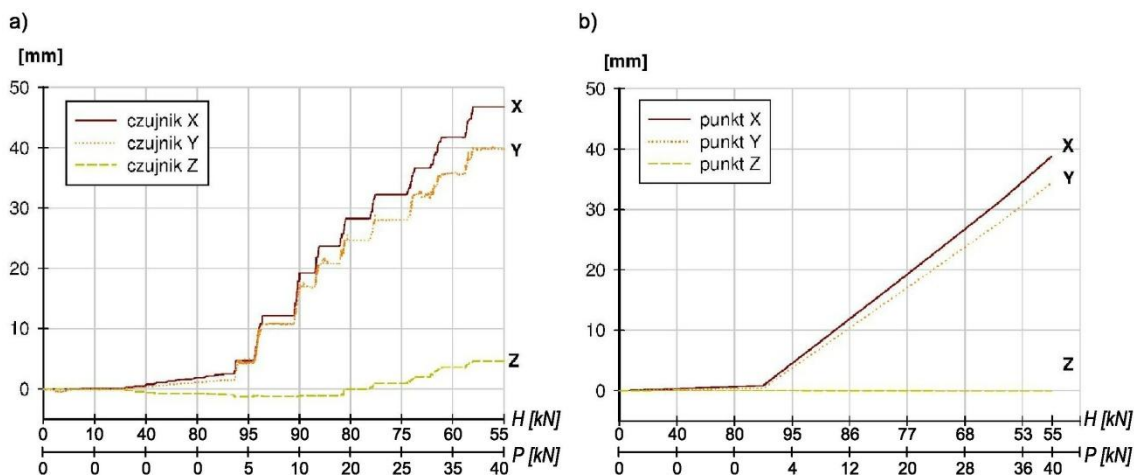 a)
[mm]
50
40
30
20
10
0
czujnik X
czujnik Y
czujnik Z
X
Y
Z
0 10 40 80 95 90 80 75 60 55 H [kN]
0 0 0 0 5 10 20 5 35 40 P [kN]
b)
[mm]
50
40
30
20
10
0
punkt X
punkt Y
punkt Z
X
Y
Z
0 40 80 95 86 77 68 53 55 H [kN]
0 0 0 4 12 20 28 36 40 P [kN]